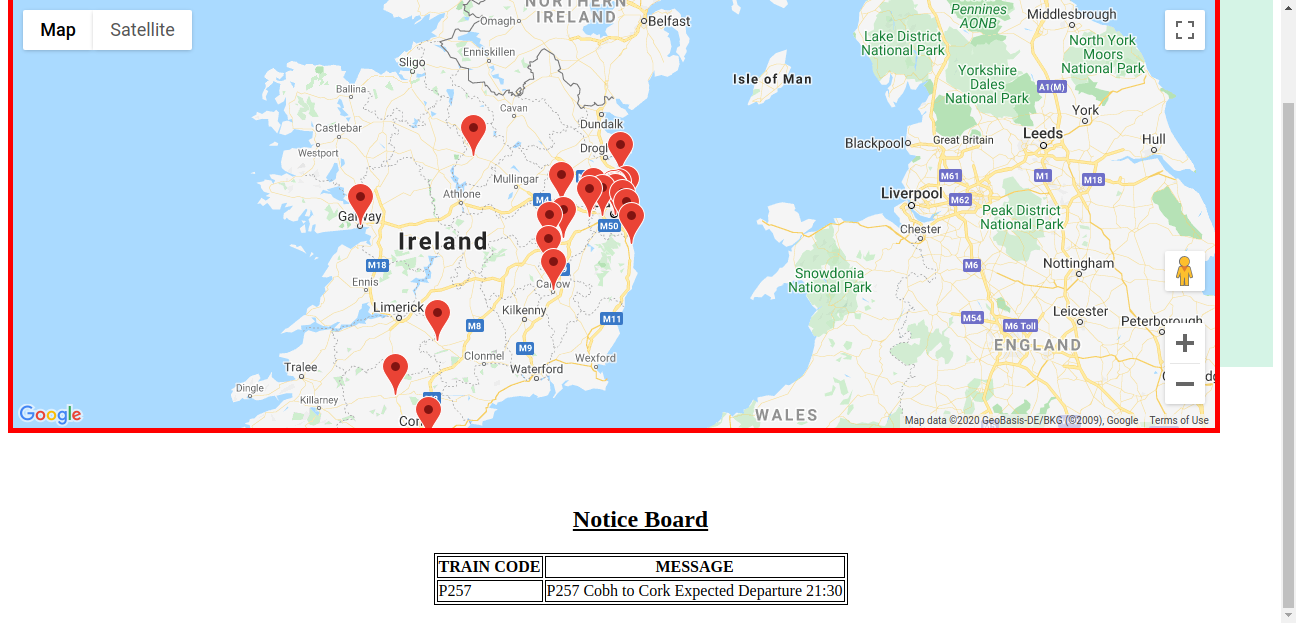 NORTHERN
IRELAND
Omagh
Belfast
Pennines
AONB
Middlesbrough
Map
Satellite
Lake District
National Park
North York
Moors
National Park
Enniskillen
Sligo
Isle of Man
Yorkshire
Dales
National Park
A1(M)
Ballina
Cavan
York
Castlebar
Dundalk
Blackpool
Great Britain
Leeds
Hull
Westport
Mullingar
M61
M1
M18
Athlone
Liverpool
M62
Galway
Peak District
National Park
M50
Chester
Ireland
M18
M6
Nottingham
Ennis
Snowdonia
National Park
Limerick
Kilkenny
M8
M11
M54
M6 Toll
Leicester
Peterborough
ENGLAND
M9
Clonmel
Wexford
Waterford
Tralee
Dingle
Killarney
WALES
Google
Map data ©2020 GeoBasis-DE/BKG (©2009), Google
Terms of Use
Notice Board
TRAIN CODE MESSAGE
P257 P257 Cobh to Cork Expected Departure 21:30